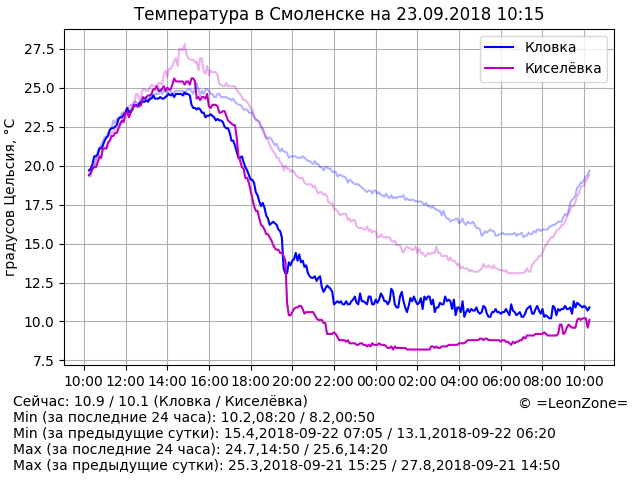 Температура в Смоленске на 23.09.2018 10:15
Кловка
Киселёвка
градусов Цельсия, °C
27.5
25.0
22.5
20.0
17.5
15.0
12.5
10.0
7.5
10:00 12:00 14:00 16:00 18:00 20:00 22:00 00:00 02:00 04:00 06:00 08:00 10:00
Сейчас: 10.9 / 10.1 (Кловка / Киселёвка)
© =LeonZone=
Min (за последние 24 часа): 10.2,08:20 / 8.2,00:50
Min (за предыдущие сутки): 15.4,2018-09-22 07:05 / 13.1,2018-09-22 06:20
Max (за последние 24 часа): 24.7,14:50 / 25.6,14:20
Max (за предыдущие сутки): 25.3,2018-09-21 15:25 / 27.8,2018-09-21 14:50